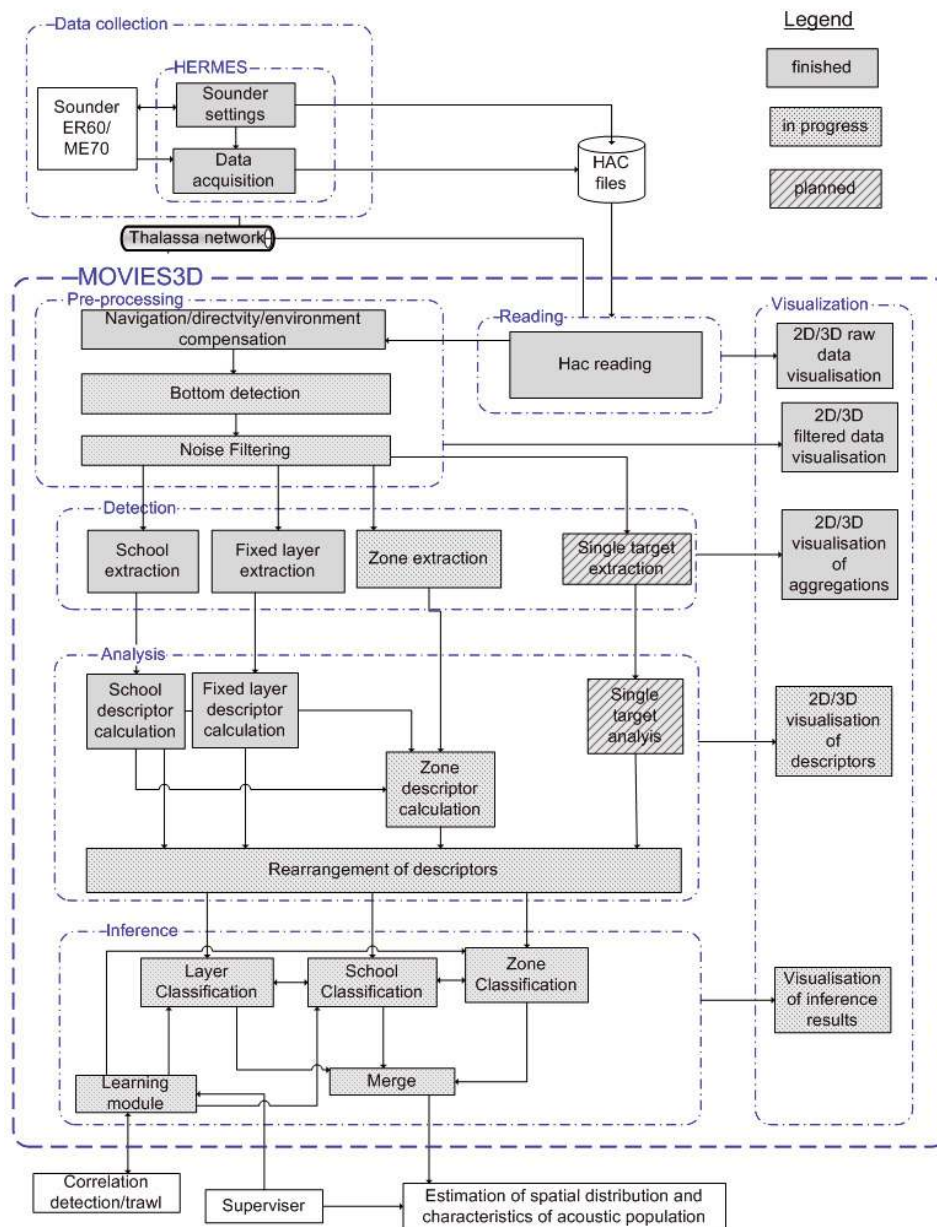 Data collection
Legend
HERMES
finished
Sounder
ER60/
ME70
Sounder
settings
in progress
HAC
files
Data
acquisition
planned
Thalassa network
MOVIES3D
Pre-processing
Reading
Visualization
Navigation/directvity/environment
compensation
Hac reading
2D/3D raw
data
visualisation
Bottom detection
2D/3D
filtered data
visualisation
Noise Filtering
Detection
School
extraction
Fixed layer
extraction
Zone extraction
Single target
extraction
2D/3D
visualisation
of
aggregations
Analysis
School
descriptor
calculation
Fixed layer
descriptor
calculation
Single
target
analyis
2D/3D
visualisation
of
descriptors
Zone
descriptor
calculation
Rearrangement of descriptors
Inference
Layer
Classification
School
Classification
Zone
Classification
Visualisation
of inference
results
Learning
module
Merge
Correlation
detection/trawl
Superviser
Estimation of spatial distribution and
characteristics of acoustic population